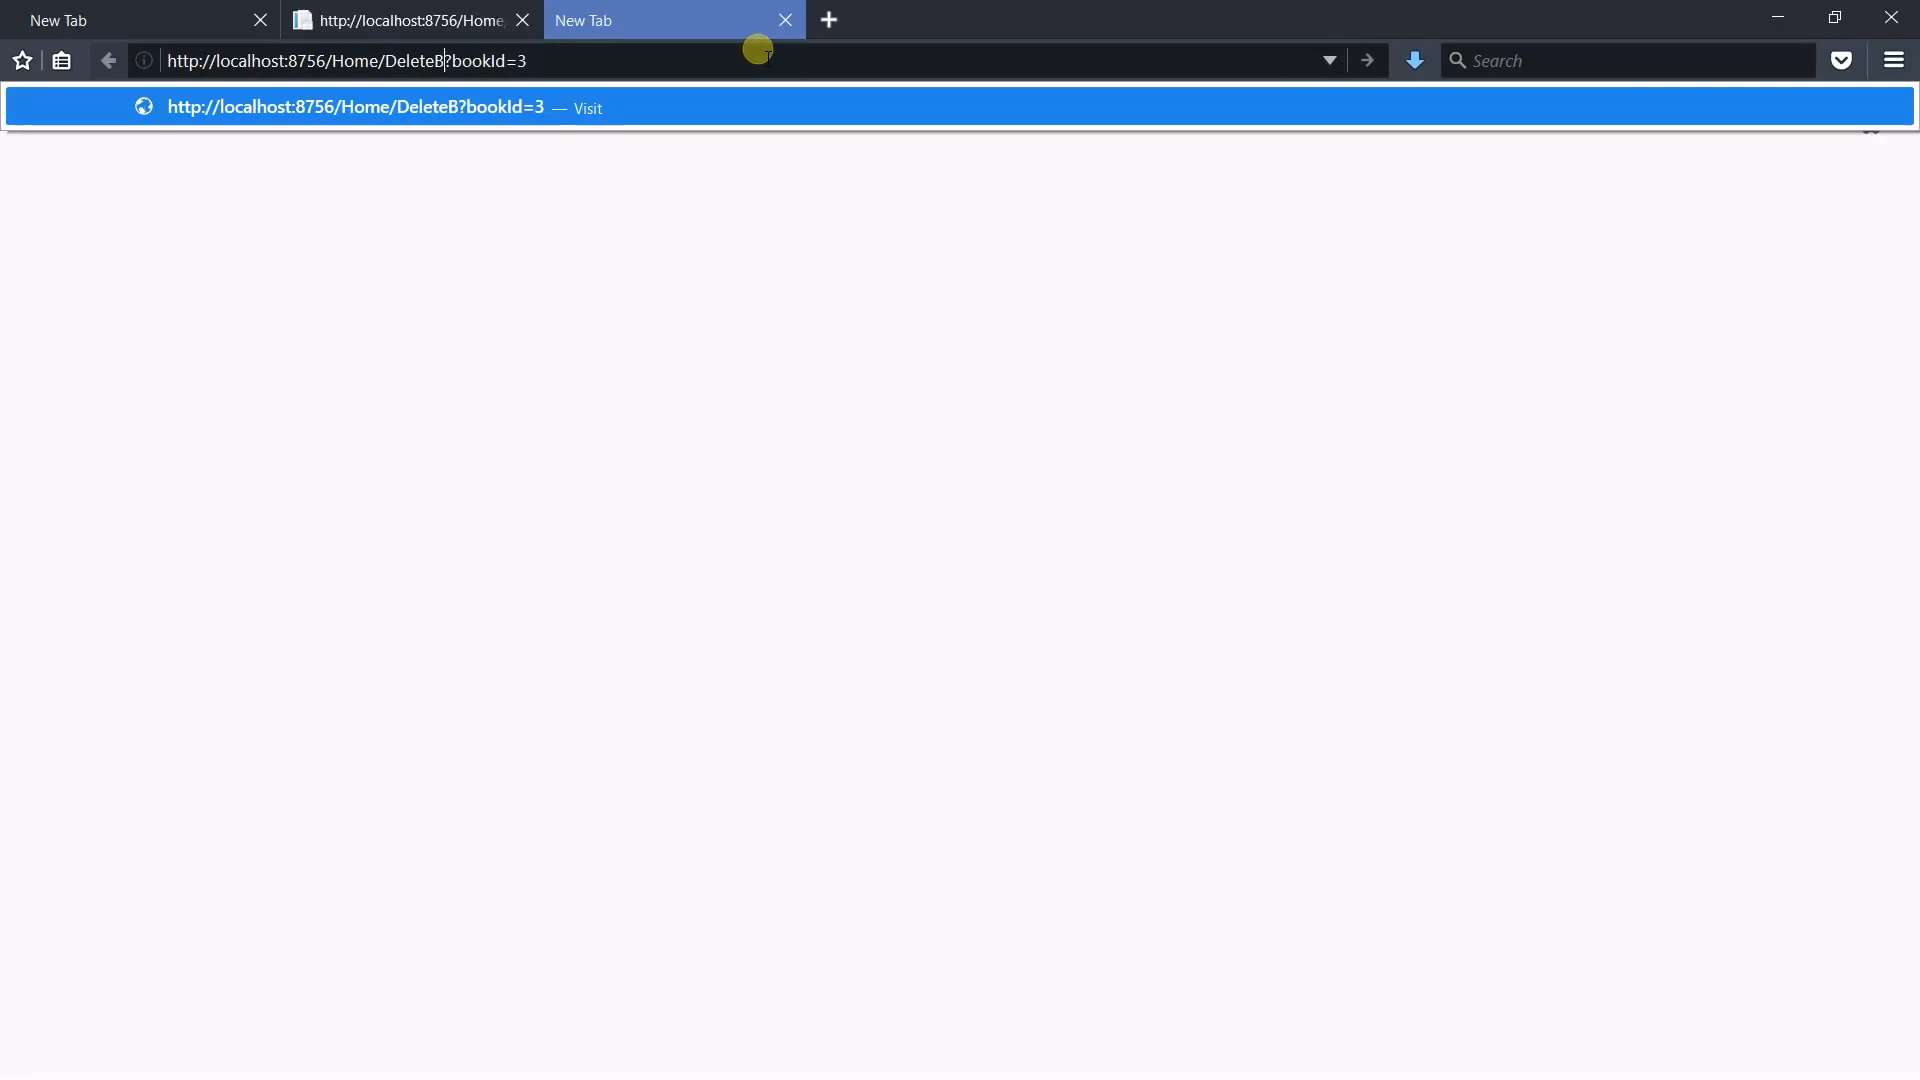 New Tab
http://localhost:8756/Home
New Tab
http://localhost:8756/Home/DeleteB?bookId=3
Search
http://localhost:8756/Home/DeleteB?bookId=3 — Visit